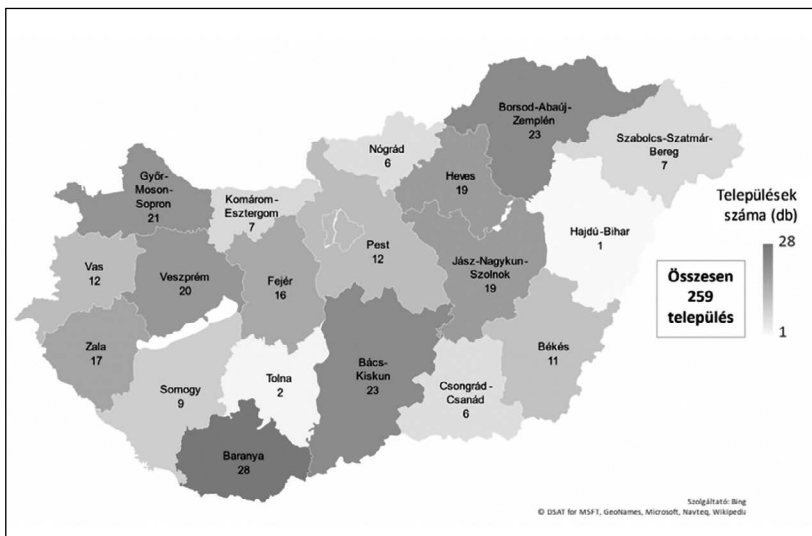 Borsod-Abaúj-
Zemplén
23
Szabolcs-Szatmár-
Bereg
7
Nógrád
6
Heves
19
Győr-
Moson-
Sopron
21
Komárom-
Esztergom
7
Települések
száma (db)
28
1
Hajdú-Bihar
1
Pest
12
Jász-Nagykun-
Szolnok
19
Vas
12
Veszprém
20
Fejér
16
Összesen
259
település
Zala
17
Bács-
Kiskun
23
Békés
11
Somogy
9
Tolna
2
Csongrád-
Csanád
6
Baranya
28
Szolgáltató: Bing
© DSAT for MSFT, GeoNames, Microsoft, Navteq, Wikipedia